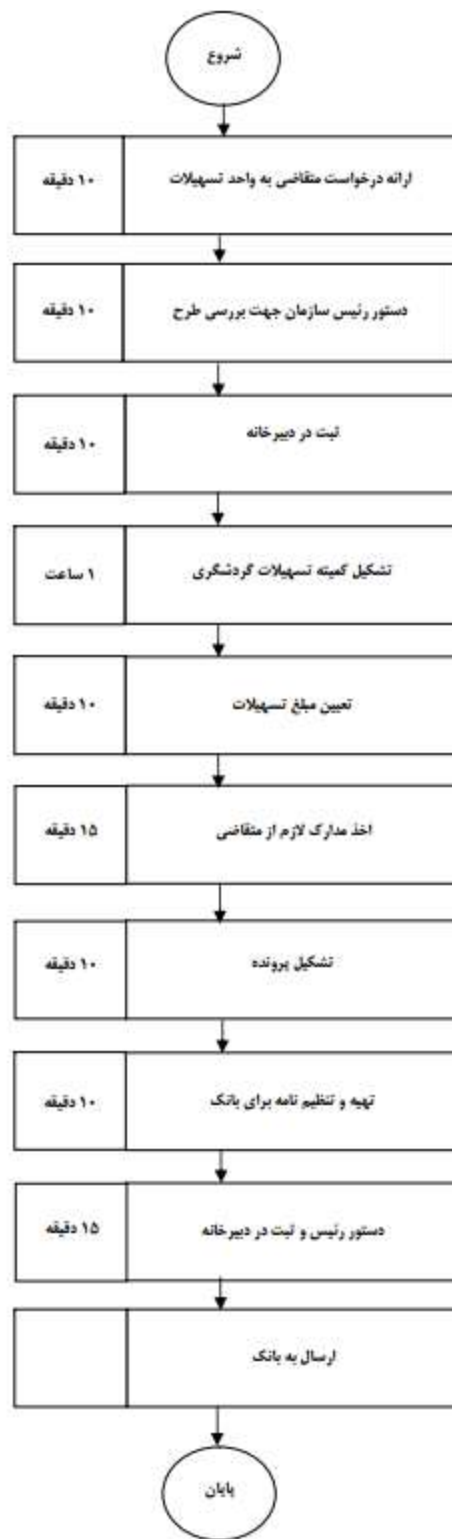 شروع
ارائه درخواست متقاضی به واحد تسهیلات
۱۰ دقیقه
دستور رئیس سازمان جهت بررسی طرح
۱۰ دقیقه
ثبت در دبیرخانه
۱۰ دقیقه
تشکیل کمیته تسهیلات گردشگری
۱ ساعت
تعیین مبلغ تسهیلات
۱۰ دقیقه
اخذ مدارک لازم از متقاضی
۱۵ دقیقه
تشکیل پرونده
۱۰ دقیقه
تهیه و تنظیم نامه برای بانک
۱۰ دقیقه
دستور رئیس و ثبت در دبیرخانه
۱۵ دقیقه
ارسال به بانک
پایان